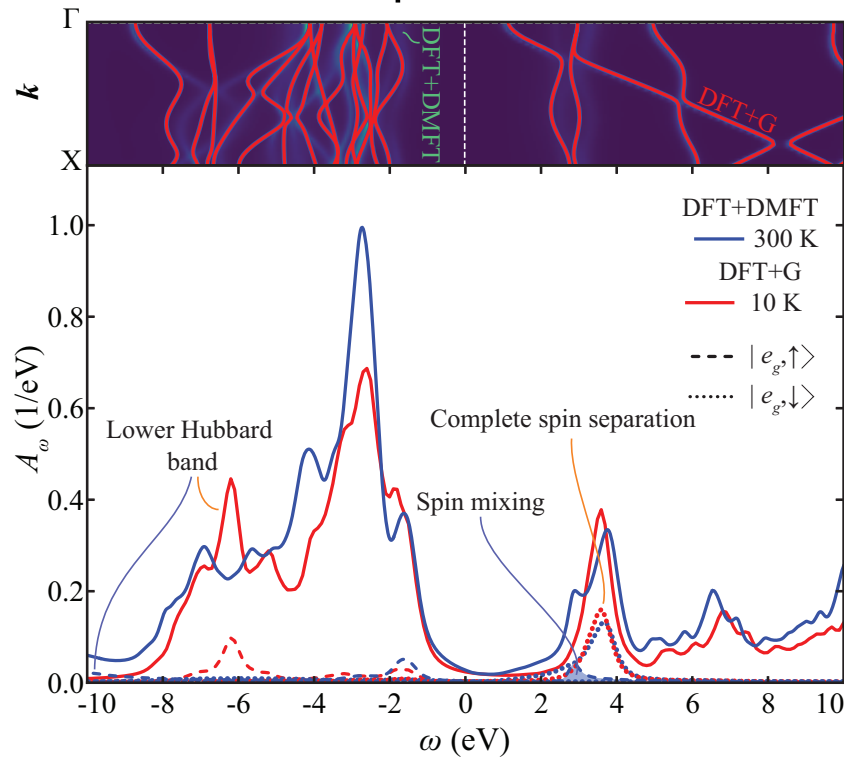 Γ
k
X
DFT+DMFT
DFT+G
DFT+DMFT
300 K
DFT+G
10 K
| e_g,↑>
| e_g,↓>
Lower Hubbard
band
Complete spin separation
Spin mixing
A_ω (1/eV)
1.0
0.8
0.6
0.4
0.2
0.0
-10 -8 -6 -4 -2 0 2 4 6 8 10
ω (eV)